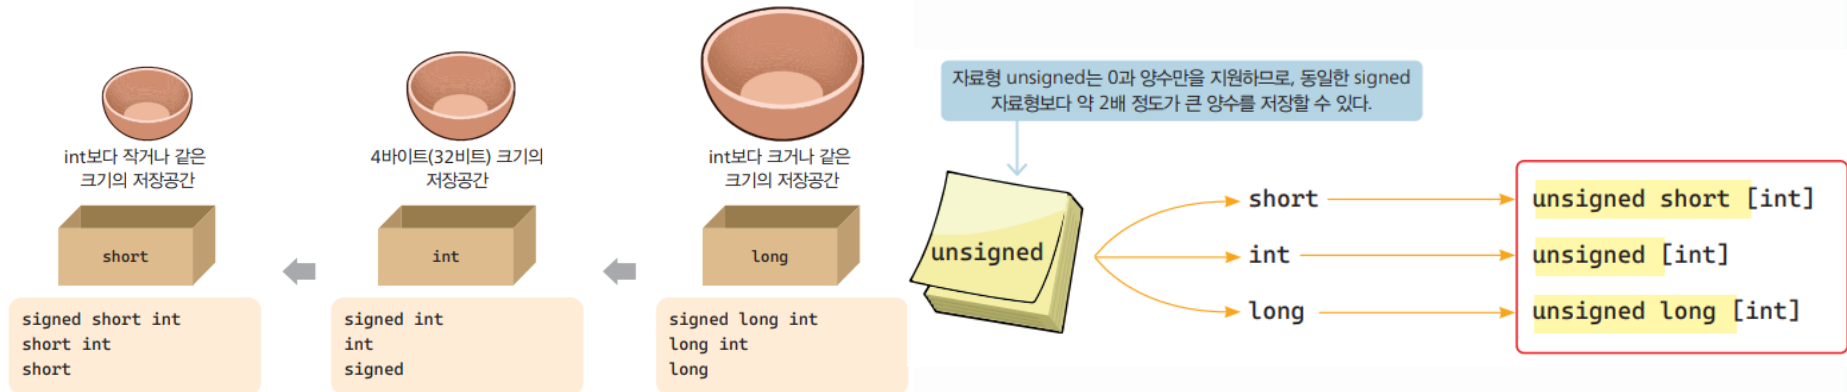 int보다 작거나 같은
크기의 저장공간
short
signed short int
short int
short
4바이트(32비트) 크기의
저장공간
int
signed int
int
signed
int보다 크거나 같은
크기의 저장공간
long
signed long int
long int
long
자료형 unsigned는 0과 양수만을 지원하므로, 동일한 signed
자료형보다 약 2배 정도가 큰 양수를 저장할 수 있다.
unsigned
short
unsigned short [int]
int
unsigned [int]
long
unsigned long [int]